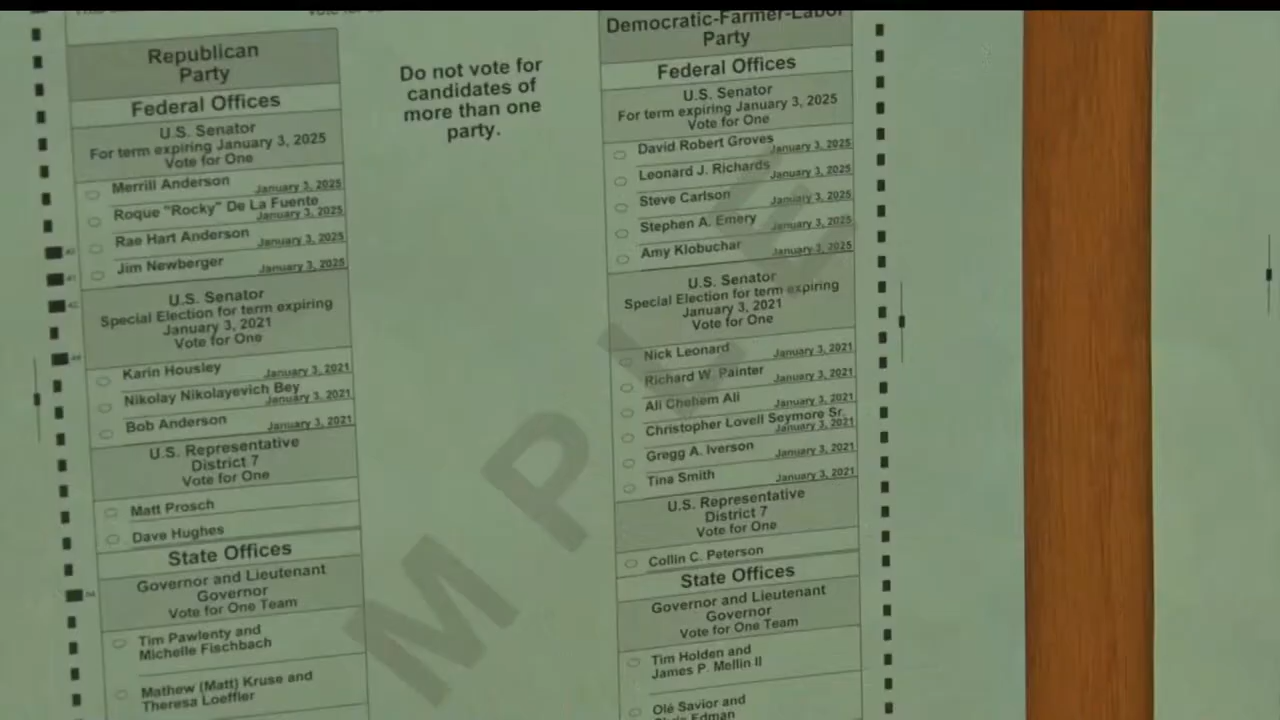 Republican
Party
Federal Offices
U.S. Senator
For term expiring January 3, 2025
Vote for One
Merrill Anderson
January 3, 2025
Roque "Rocky" De La Fuente
January 3, 2025
Rae Hart Anderson
January 3, 2025
Jim Newberger
January 3, 2025
U.S. Senator
Special Election for term expiring
January 3, 2021
Vote for One
Karin Housley
January 3, 2021
Nikolay Nikolayevich Bey
January 3, 2021
Bob Anderson
January 3, 2021
U.S. Representative
District 7
Vote for One
Matt Prosch
Dave Hughes
State Offices
Governor and Lieutenant
Governor
Vote for One Team
Tim Pawlenty and
Michelle Fischbach
Mathew (Matt) Kruse and
Theresa Loeffler
Do not vote for
candidates of
more than one
party.
Democratic-Farmer-Labor
Party
Federal Offices
U.S. Senator
For term expiring January 3, 2025
Vote for One
David Robert Groves
January 3, 2025
Leonard J. Richards
January 3, 2025
Steve Carlson
January 3, 2025
Stephen A. Emery
January 3, 2025
Amy Klobuchar
January 3, 2025
U.S. Senator
Special Election for term expiring
January 3, 2021
Vote for One
Nick Leonard
January 3, 2021
Richard W. Painter
January 3, 2021
Ali Chehem Ali
January 3, 2021
Christopher Lovell Seymore Sr.
January 3, 2021
Gregg A. Iverson
January 3, 2021
Tina Smith
January 3, 2021
U.S. Representative
District 7
Vote for One
Collin C. Peterson
State Offices
Governor and Lieutenant
Governor
Vote for One Team
Tim Holden and
James P. Mellin II
Olé Savior and
Edman
MPLE